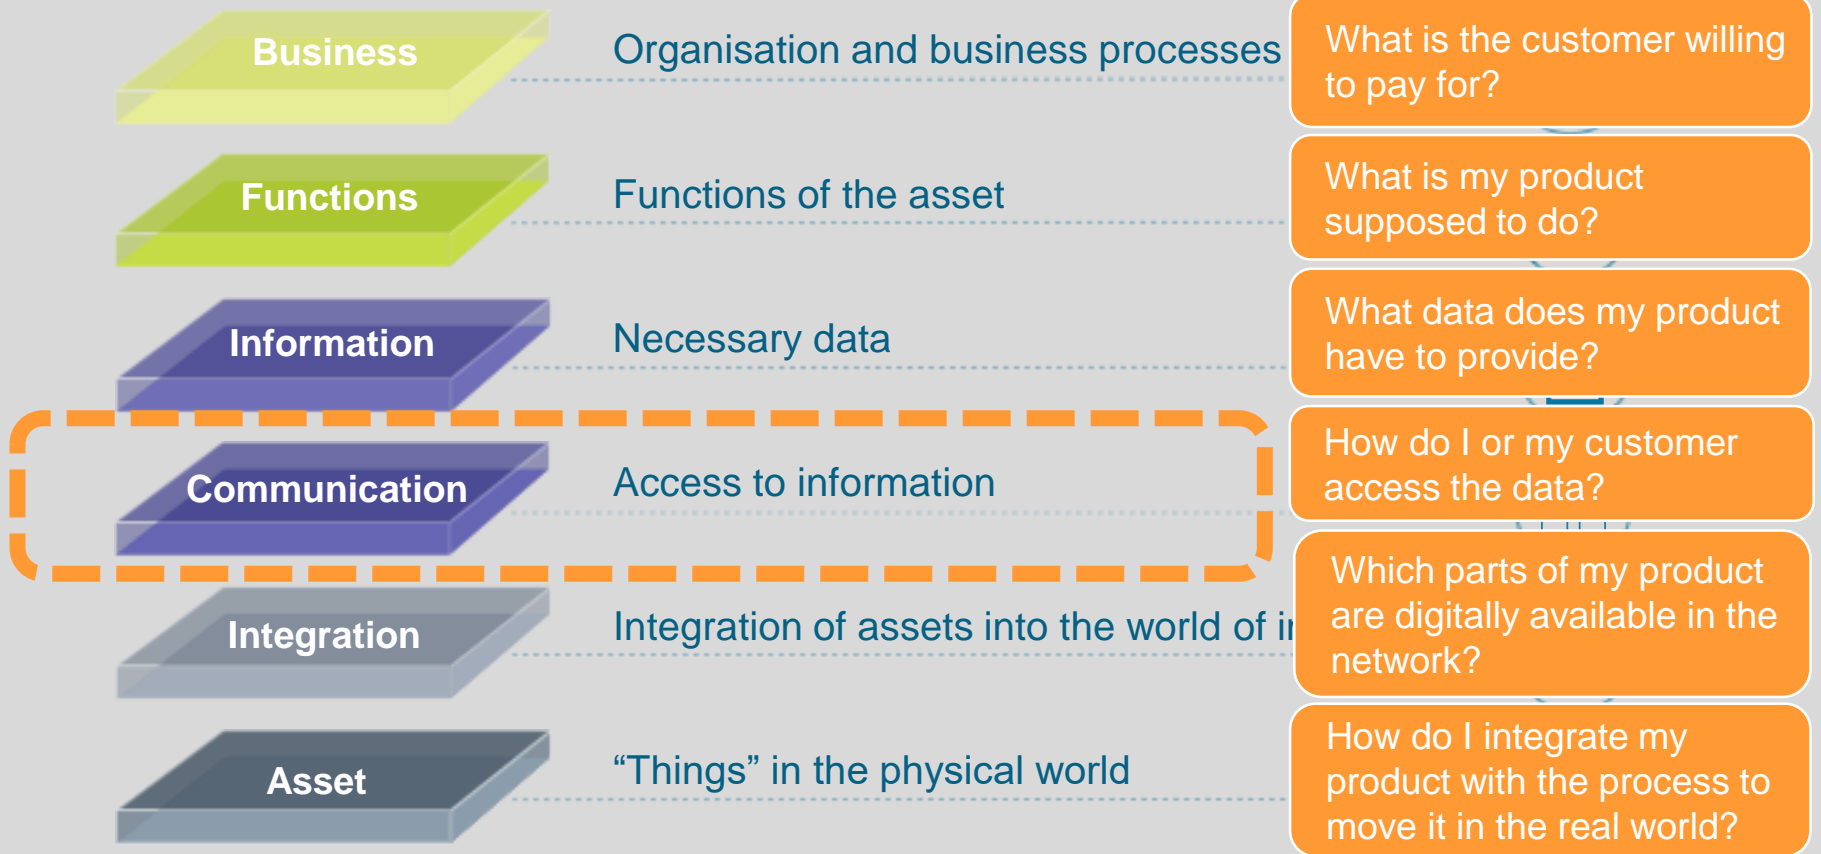 Business
Organisation and business processes
What is the customer willing
to pay for?
Functions
Functions of the asset
What is my product
supposed to do?
Information
Necessary data
What data does my product
have to provide?
Communication
Access to information
How do I or my customer
access the data?
Integration
Integration of assets into the world of
Which parts of my product
are digitally available in the
network?
Asset
“Things” in the physical world
How do I integrate my
product with the process to
move it in the real world?